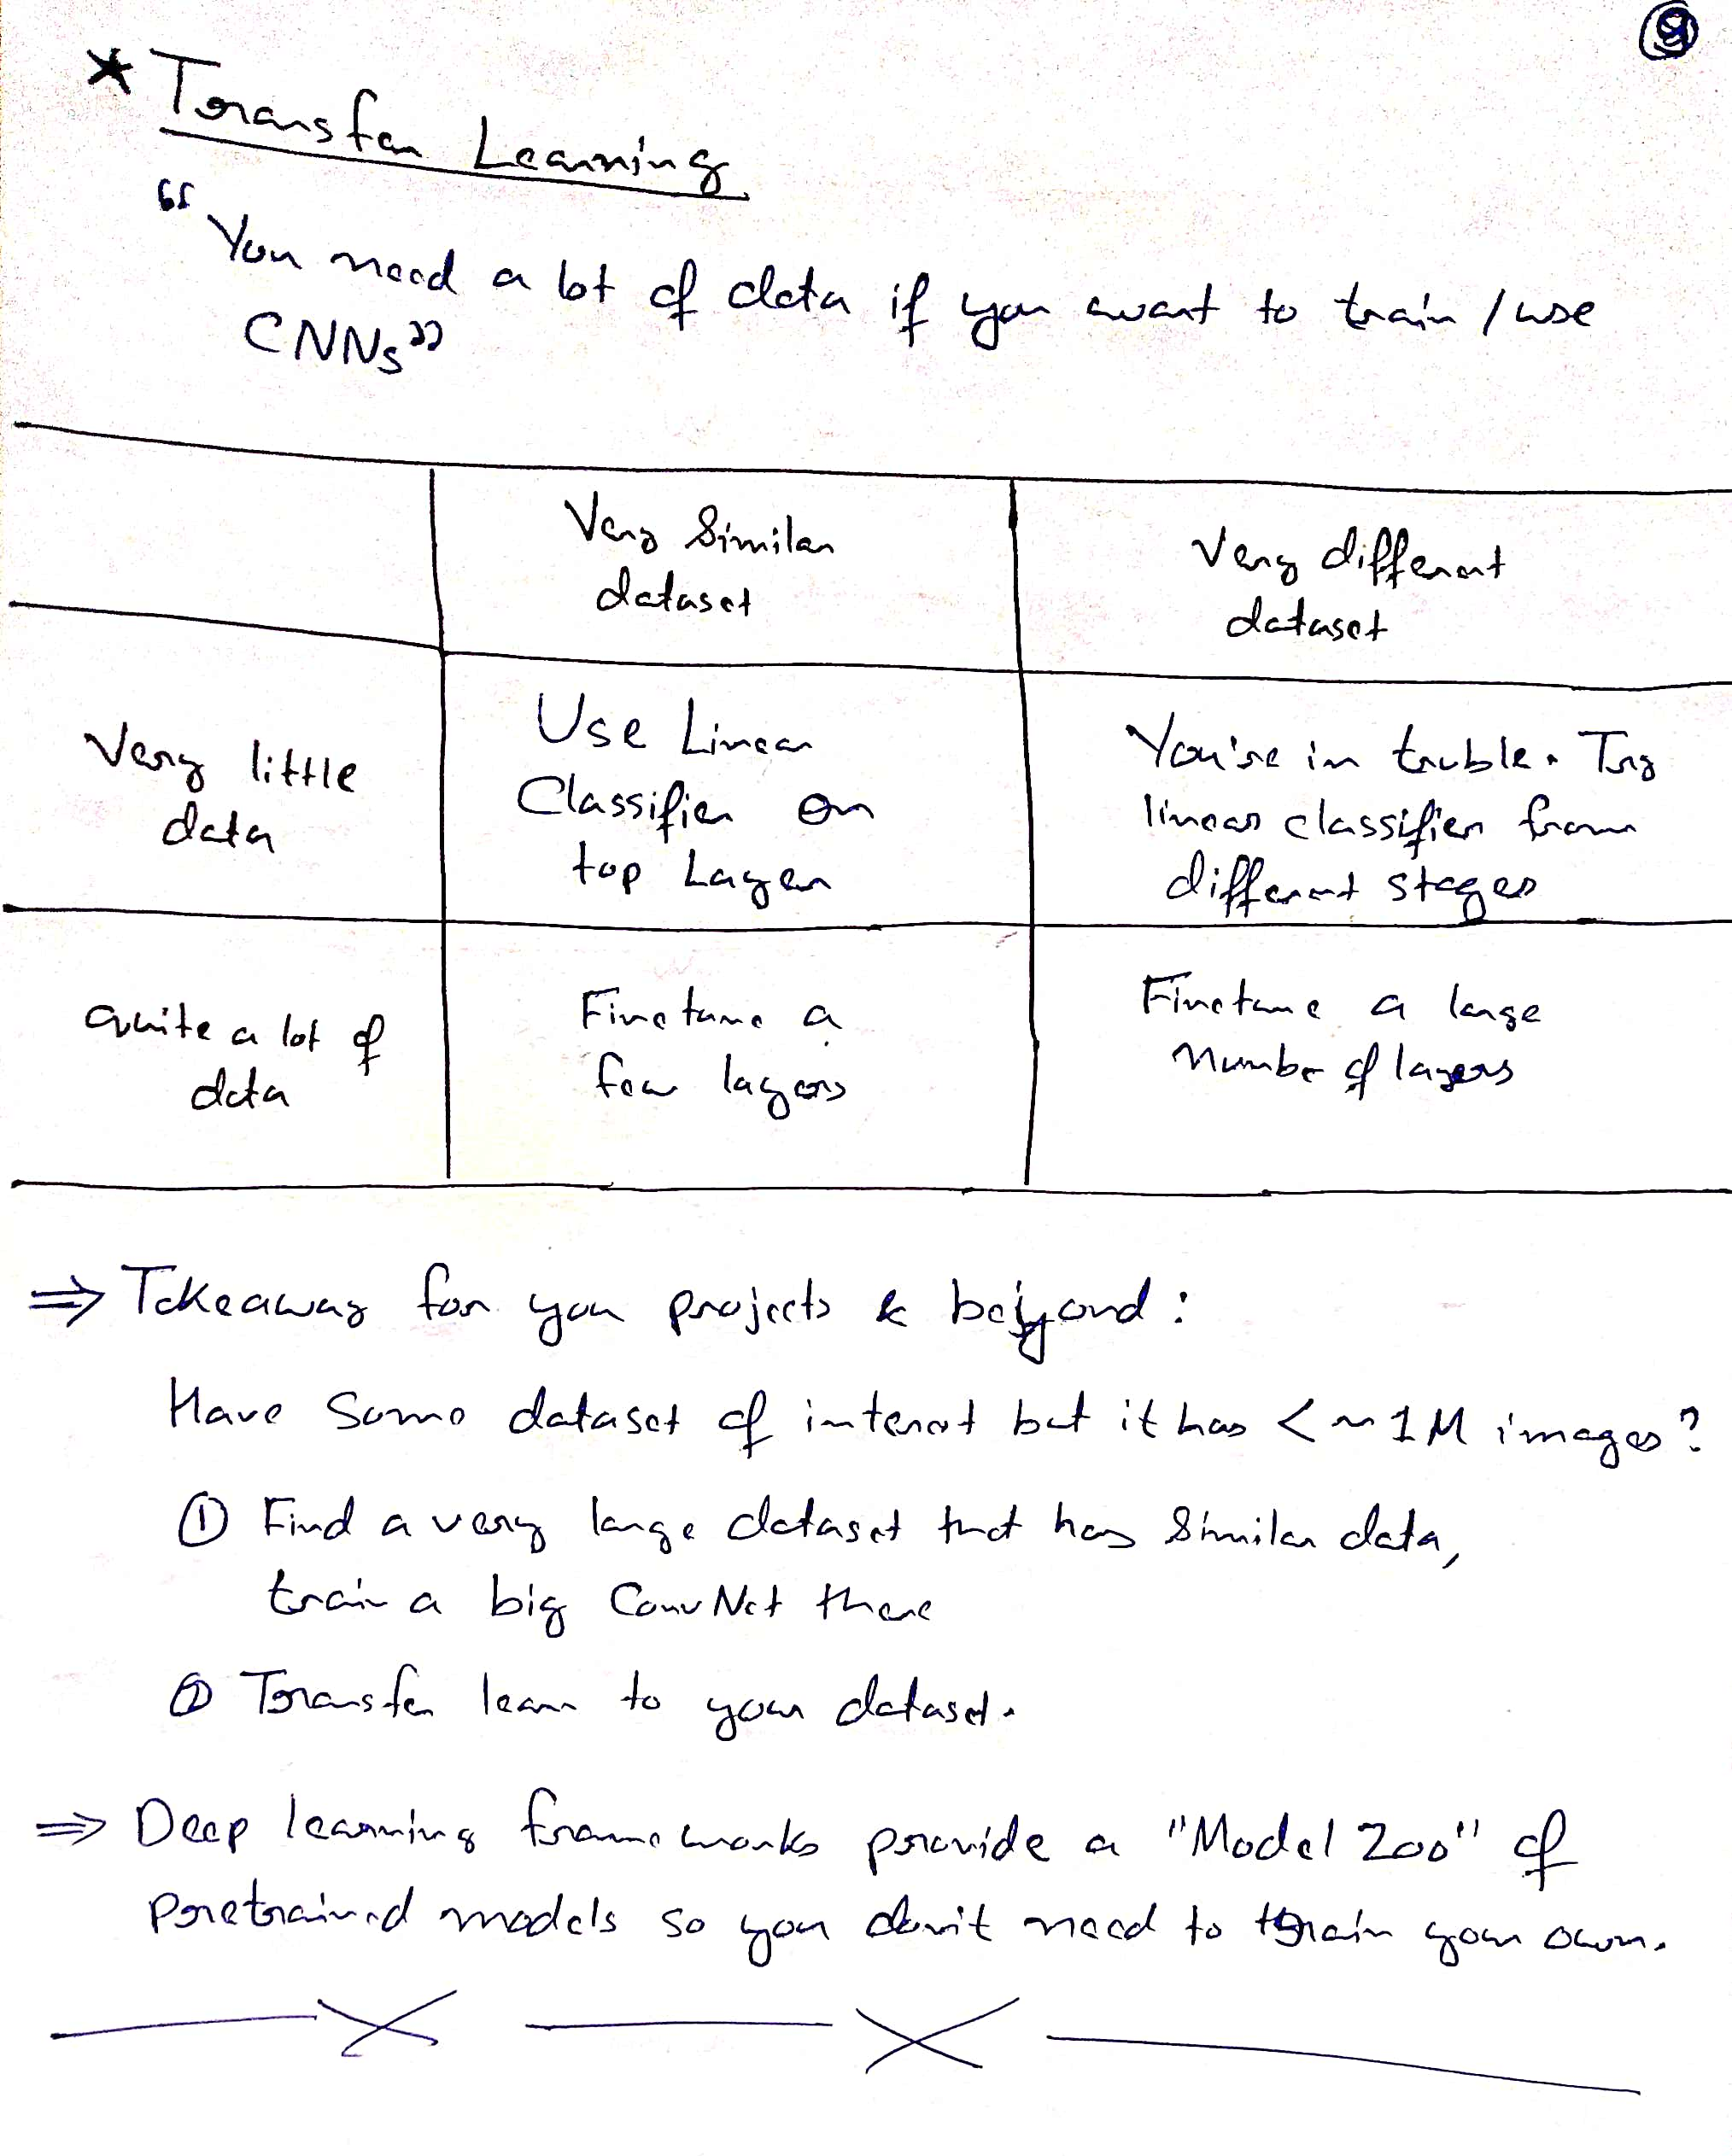 9
* Transfer Learning
“You need a lot of data if you want to train / use
CNNs”
Very Similar
dataset
Very different
dataset
Very little
data
Use Linear
Classifier on
top Layer
You're in truble. Try
linear classifier from
different stages
Quite a lot of
data
Finetune a
few layers
Finetune a large
Number of layers
⇒ Takeaway for you projects & beyond:
Have Some dataset of interest but it has < ~ 1M images?
① Find a very large dataset that has Similar data,
train a big ConvNet there
② Transfer learn to your dataset.
⇒ Deep learning frameworks provide a "Model Zoo" of
pretrained models so you don't need to train your own.